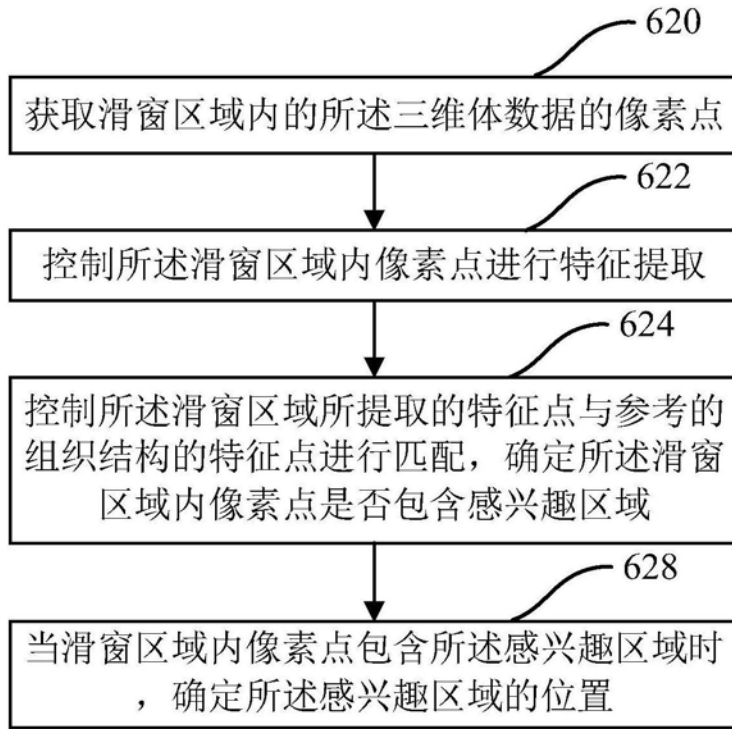 620
获取滑窗区域内的所述三维体数据的像素点
622
控制所述滑窗区域内像素点进行特征提取
624
控制所述滑窗区域所提取的特征点与参考的
组织结构的特征点进行匹配，确定所述滑窗
区域内像素点是否包含感兴趣区域
628
当滑窗区域内像素点包含所述感兴趣区域时
，确定所述感兴趣区域的位置